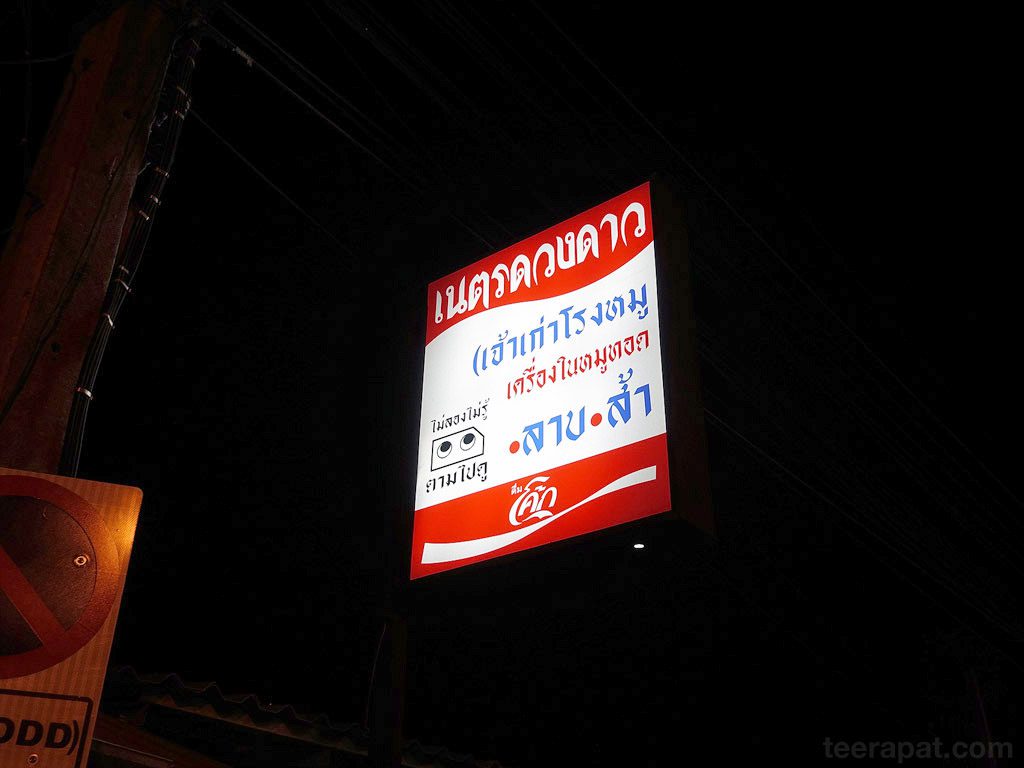 เนตรดวงดาว
(เจ้าเก่าโรงหมู
เครื่องในหมูทอด
•ลาบ•ส้า
ไม่ลองไม่รู้
ตามไปดู
ดื่ม
โค้ก
ODD)
teerapat.com